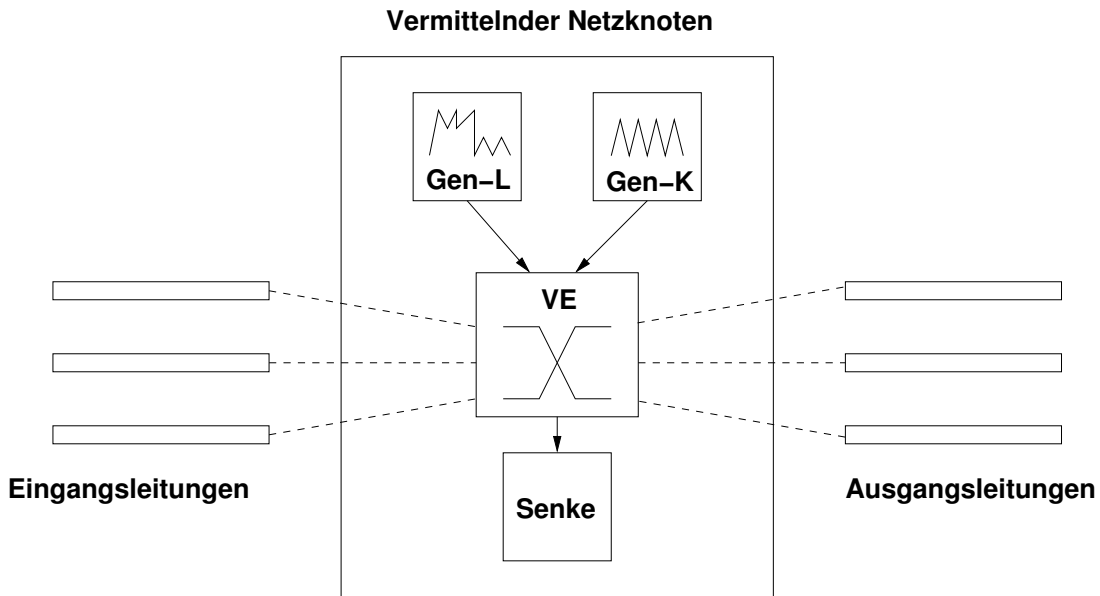 Vermittelnder Netzknoten
Gen−L
Gen−K
VE
Eingangsleitungen
Ausgangsleitungen
Senke